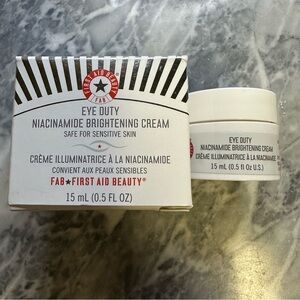 FIRST AID BEAUTY
FAB
EYE DUTY
NIACINAMIDE BRIGHTENING CREAM
SAFE FOR SENSITIVE SKIN
CRÈME ILLUMINATRICE À LA NIACINAMIDE
CONVIENT AUX PEAUX SENSIBLES
FAB★FIRST AID BEAUTY®
15 mL (0.5 FL OZ)
EYE DUTY
NIACINAMIDE BRIGHTENING CREAM
CRÈME ILLUMINATRICE À LA NIACINAMIDE
15 mL (0.5 fl Oz U.S.)